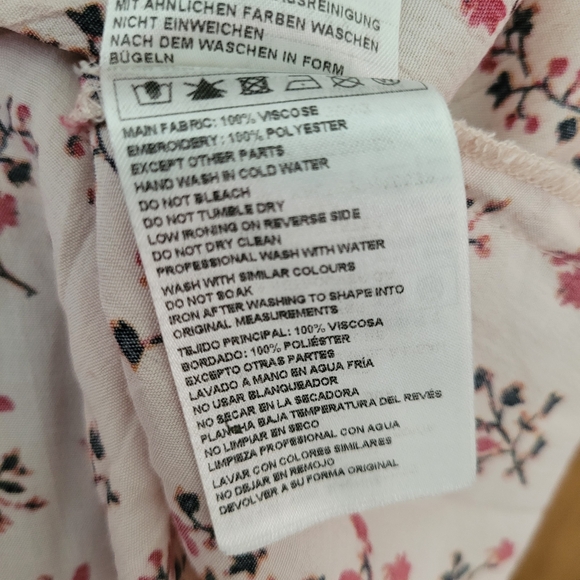 MIT ÄHNLICHEN FARBEN WASCHEN
NICHT EINWEICHEN
NACH DEM WASCHEN IN FORM
BÜGELN
MAIN FABRIC: 100% VISCOSE
EMBROIDERY: 100% POLYESTER
EXCEPT OTHER PARTS
HAND WASH IN COLD WATER
DO NOT BLEACH
DO NOT TUMBLE DRY
LOW IRONING ON REVERSE SIDE
DO NOT DRY CLEAN
PROFESSIONAL WASH WITH WATER
WASH WITH SIMILAR COLOURS
DO NOT SOAK
IRON AFTER WASHING TO SHAPE INTO
ORIGINAL MEASUREMENTS
TEJIDO PRINCIPAL: 100% VISCOSA
BORDADO: 100% POLIÉSTER
EXCEPTO OTRAS PARTES
LAVADO A MANO EN AGUA FRÍA
NO USAR BLANQUEADOR
NO SECAR EN LA SECADORA
PLANCHA BAJA TEMPERATURA DEL REVÉS
NO LIMPIAR EN SECO
LIMPIEZA PROFESIONAL CON AGUA
LAVAR CON COLORES SIMILARES
NO DEJAR EN REMOJO
DEVOLVER A SU FORMA ORIGINAL